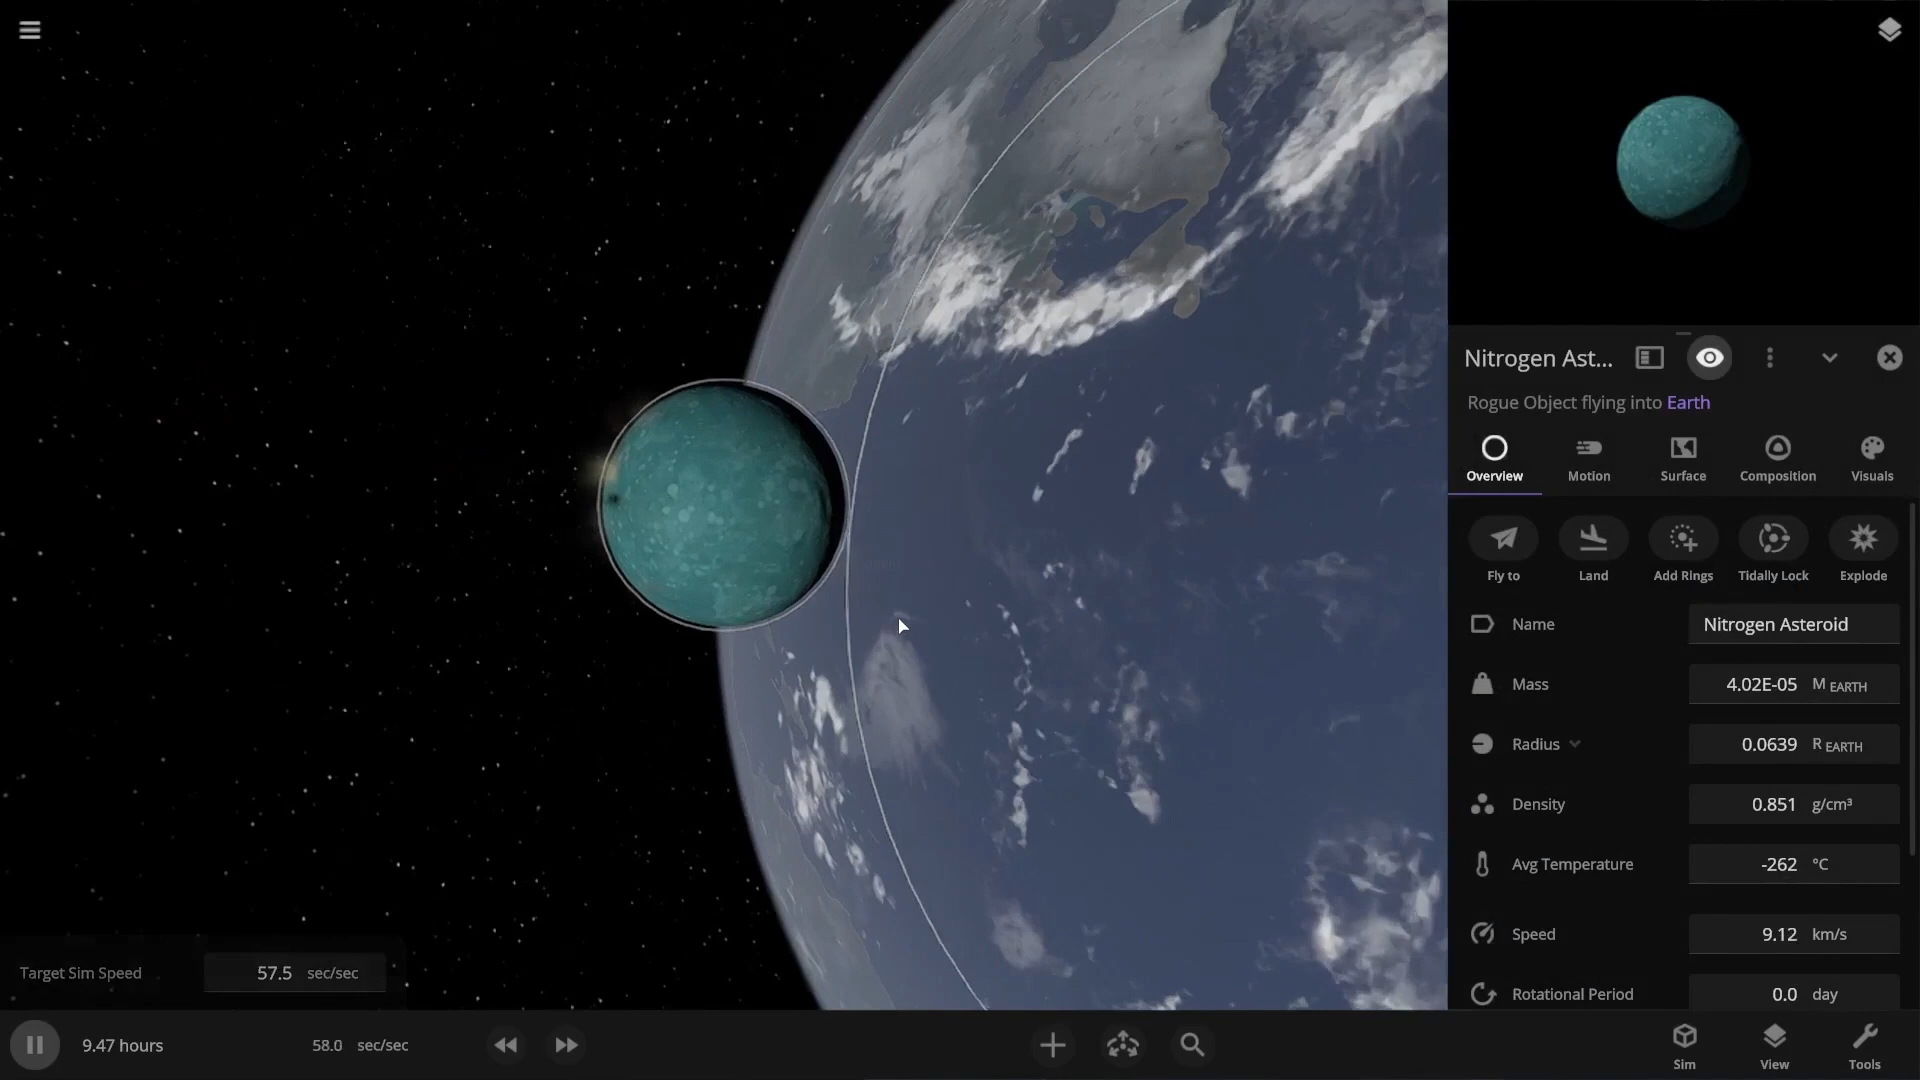 Nitrogen Ast...
Rogue Object flying into Earth
Overview
Motion
Surface
Composition
Visuals
Fly to
Land
Add Rings
Tidally Lock
Explode
Name Nitrogen Asteroid
Mass 4.02E-05 M EARTH
Radius 0.0639 R EARTH
Density 0.851 g/cm³
Avg Temperature -262 °C
Speed 9.12 km/s
Rotational Period 0.0 day
Target Sim Speed 57.5 sec/sec
9.47 hours 58.0 sec/sec
Sim
View
Tools